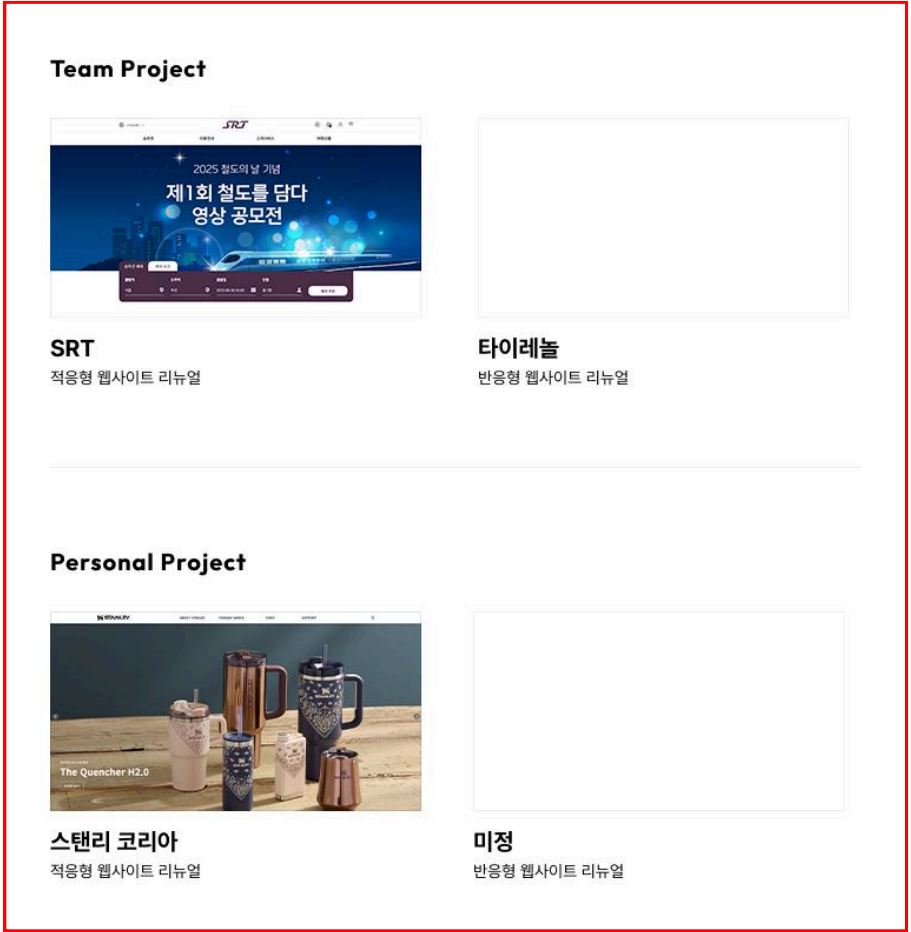 Team Project
SRT
2025 철도의 날 기념
제1회 철도를 담다
영상 공모전
SRT
적응형 웹사이트 리뉴얼
타이레놀
반응형 웹사이트 리뉴얼
Personal Project
STANLEY
The Quencher H2.0
스탠리 코리아
적응형 웹사이트 리뉴얼
미정
반응형 웹사이트 리뉴얼